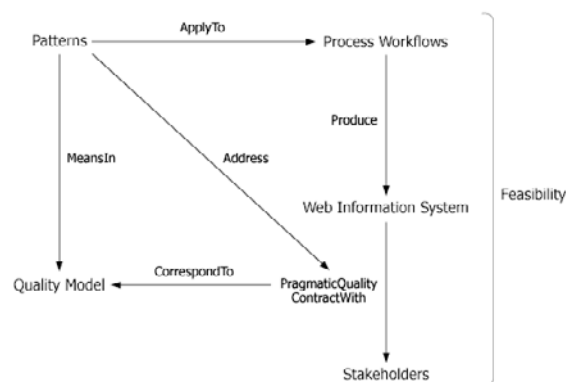 ApplyTo
Patterns
Process Workflows
Produce
MeansIn
Address
Feasibility
Web Information System
CorrespondTo
Quality Model
PragmaticQuality
ContractWith
Stakeholders